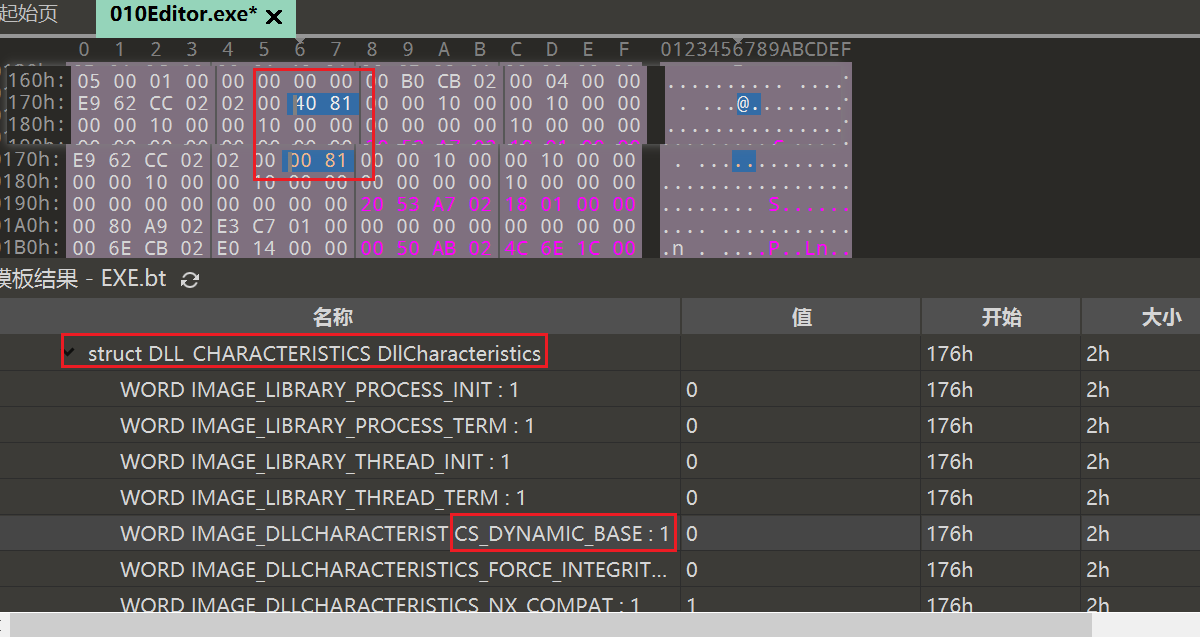 起始页 010Editor.exe* ×
0 1 2 3 4 5 6 7 8 9 A B C D E F 0123456789ABCDEF
160h: 05 00 01 00 00 00 00 00 00 B0 CB 02 00 04 00 00
170h: E9 62 CC 02 02 00 40 81 00 00 10 00 00 10 00 00 @.
180h: 00 00 10 00 00 10 00 00 00 00 00 00 10 00 00 00
170h: E9 62 CC 02 02 00 00 81 00 00 10 00 00 10 00 00
180h: 00 00 10 00 00 10 00 00 00 00 00 00 10 00 00 00
190h: 00 00 00 00 00 00 00 00 20 53 A7 02 18 01 00 00 S......
01A0h: 00 80 A9 02 E3 C7 01 00 00 00 00 00 00 00 00 00
01B0h: 00 6E CB 02 E0 14 00 00 00 50 AB 02 4C 6E 1C 00 .n . ....P..Ln..
模板结果 - EXE.bt
名称 值 开始 大小
struct DLL_CHARACTERISTICS DllCharacteristics 176h 2h
WORD IMAGE_LIBRARY_PROCESS_INIT : 1 0 176h 2h
WORD IMAGE_LIBRARY_PROCESS_TERM : 1 0 176h 2h
WORD IMAGE_LIBRARY_THREAD_INIT : 1 0 176h 2h
WORD IMAGE_LIBRARY_THREAD_TERM : 1 0 176h 2h
WORD IMAGE_DLLCHARACTERISTICS_DYNAMIC_BASE : 1 0 176h 2h
WORD IMAGE_DLLCHARACTERISTICS_FORCE_INTEGRIT... 0 176h 2h
WORD IMAGE_DLLCHARACTERISTICS_NX_COMPAT : 1 1 176h 2h